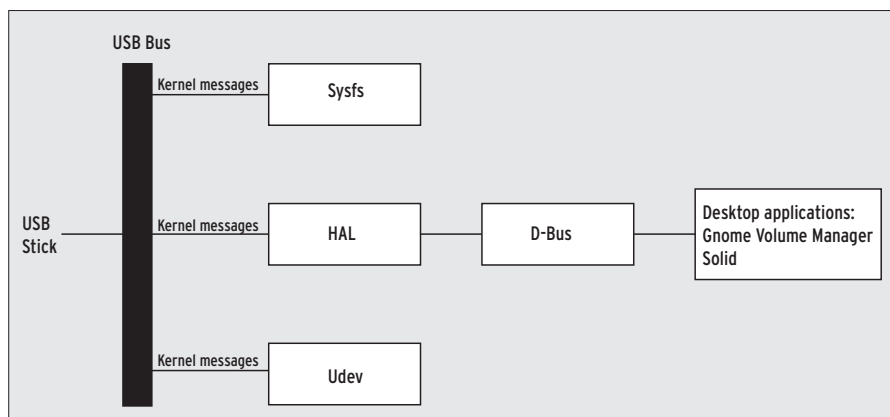 USB Bus
Kernel messages
Sysfs
USB
Stick
Kernel messages
HAL
D-Bus
Desktop applications:
Gnome Volume Manager
Solid
Kernel messages
Udev